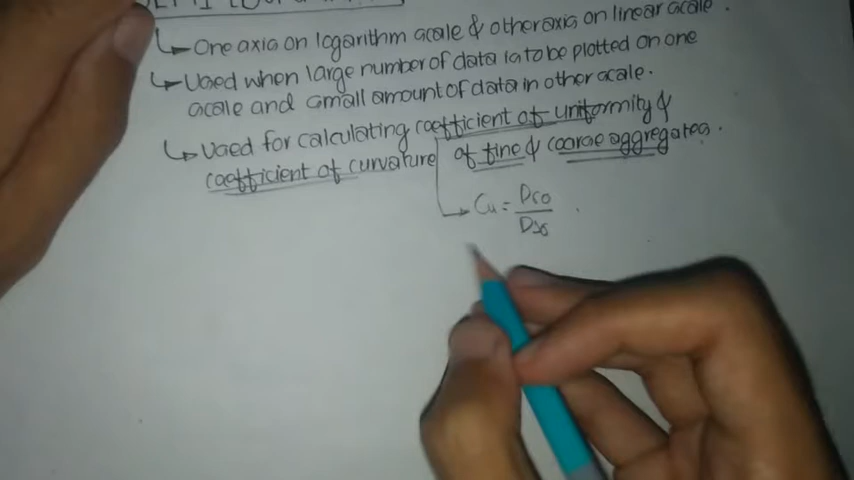 One axis on logarithm scale & other axis on linear scale.
Used when large number of data is to be plotted on one
scale and small amount of data in other scale.
Used for calculating coefficient of uniformity &
coefficient of curvature of fine & coarse aggregates.
Cu = D60
D10